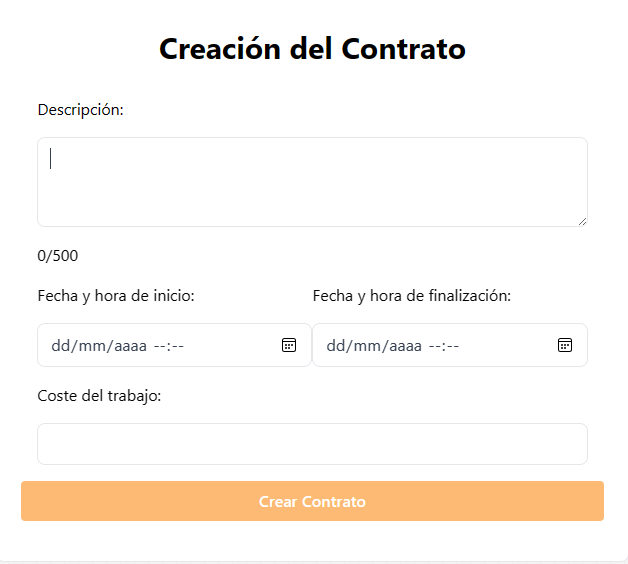 Creación del Contrato
Descripción:
0/500
Fecha y hora de inicio: Fecha y hora de finalización:
dd/mm/aaaa --:-- dd/mm/aaaa --:--
Coste del trabajo:
Crear Contrato